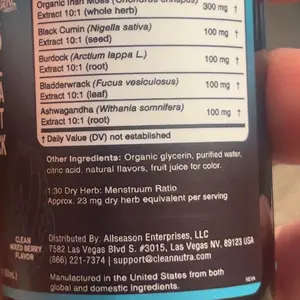 Organic Irish Moss (Chondrus crispus)
Extract 10:1 (whole herb) 300 mg †
Black Cumin (Nigella sativa)
Extract 10:1 (seed) 100 mg †
Burdock (Arctium lappa L.)
Extract 10:1 (root) 100 mg †
Bladderwrack (Fucus vesiculosus)
Extract 10:1 (leaf) 100 mg †
Ashwagandha (Withania somnifera)
Extract 10:1 (root) 100 mg †
† Daily Value (DV) not established
Other Ingredients: Organic glycerin, purified water,
citric acid, natural flavors, fruit juice for color.
1:30 Dry Herb: Menstruum Ratio
Approx. 23 mg dry herb equivalent per serving
CLEAN
MIXED BERRY
FLAVOR
Distributed By: Allseason Enterprises, LLC
7582 Las Vegas Blvd S. #3015, Las Vegas NV. 89123 USA
(866) 221-7374 | support@cleannutra.com
Manufactured in the United States from both
global and domestic Ingredients.